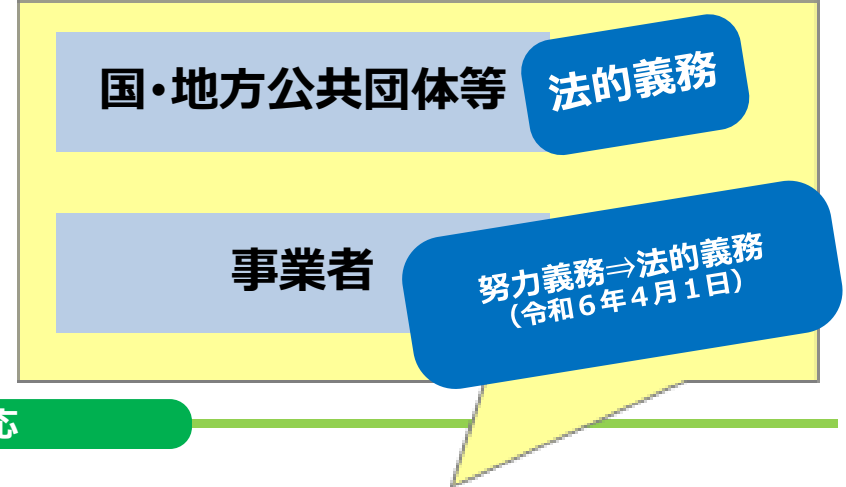 国・地方公共団体等
法的義務
事業者
努力義務⇒法的義務
（令和６年４月１日）
応